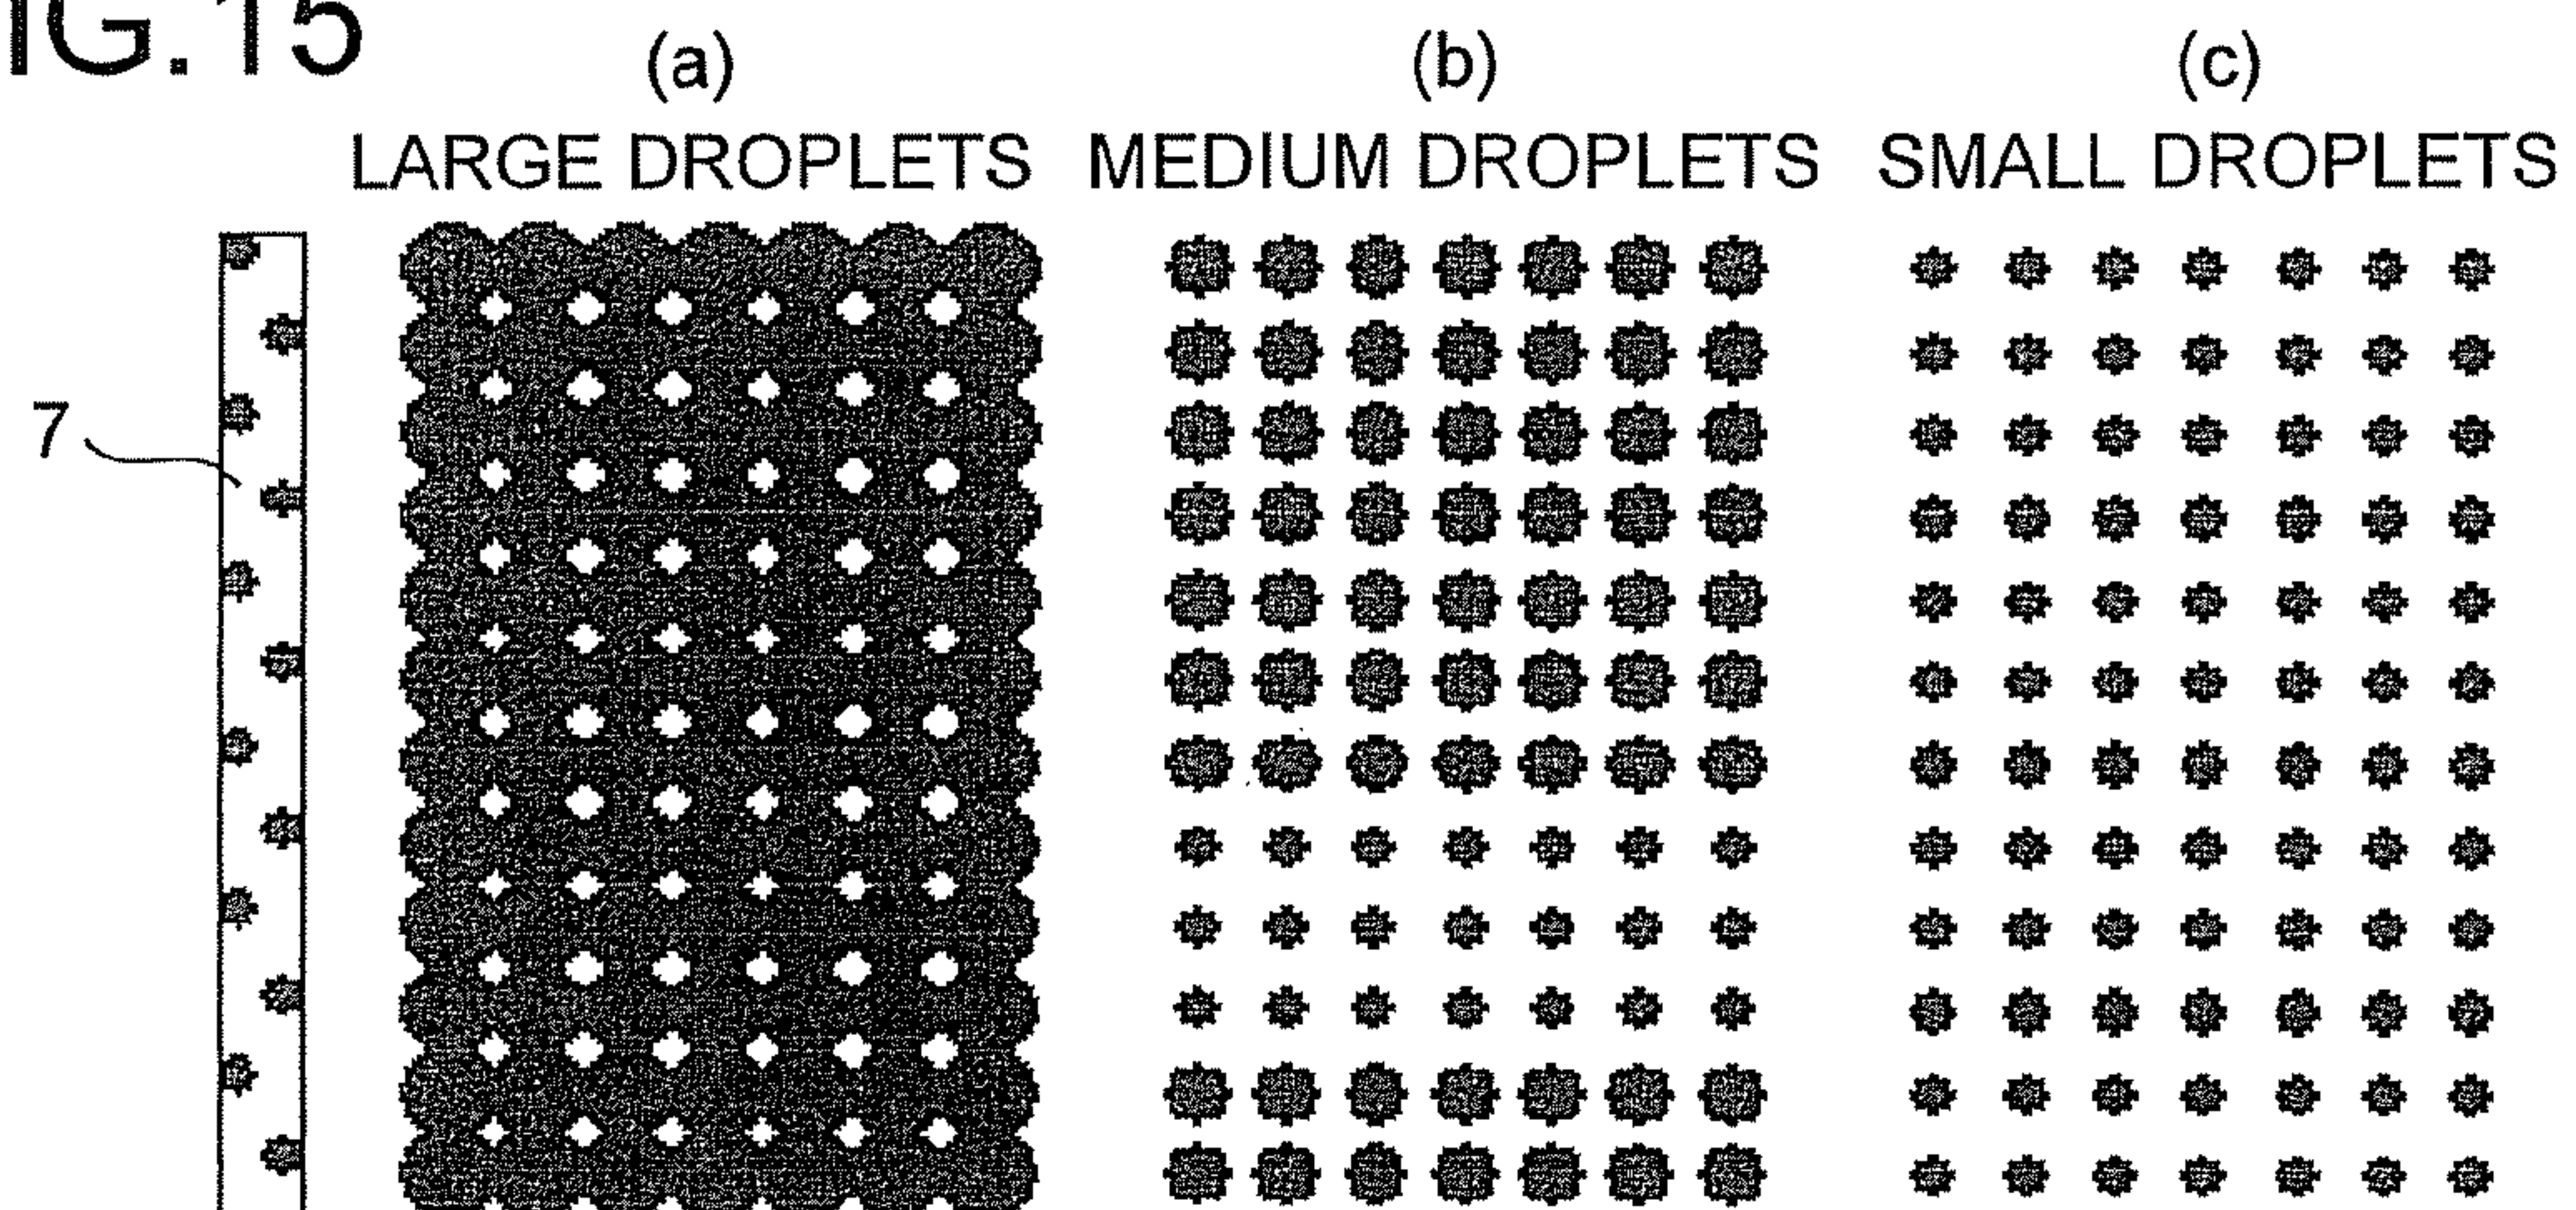 IG.15
(a) (b) (c)
LARGE DROPLETS MEDIUM DROPLETS SMALL DROPLETS
7